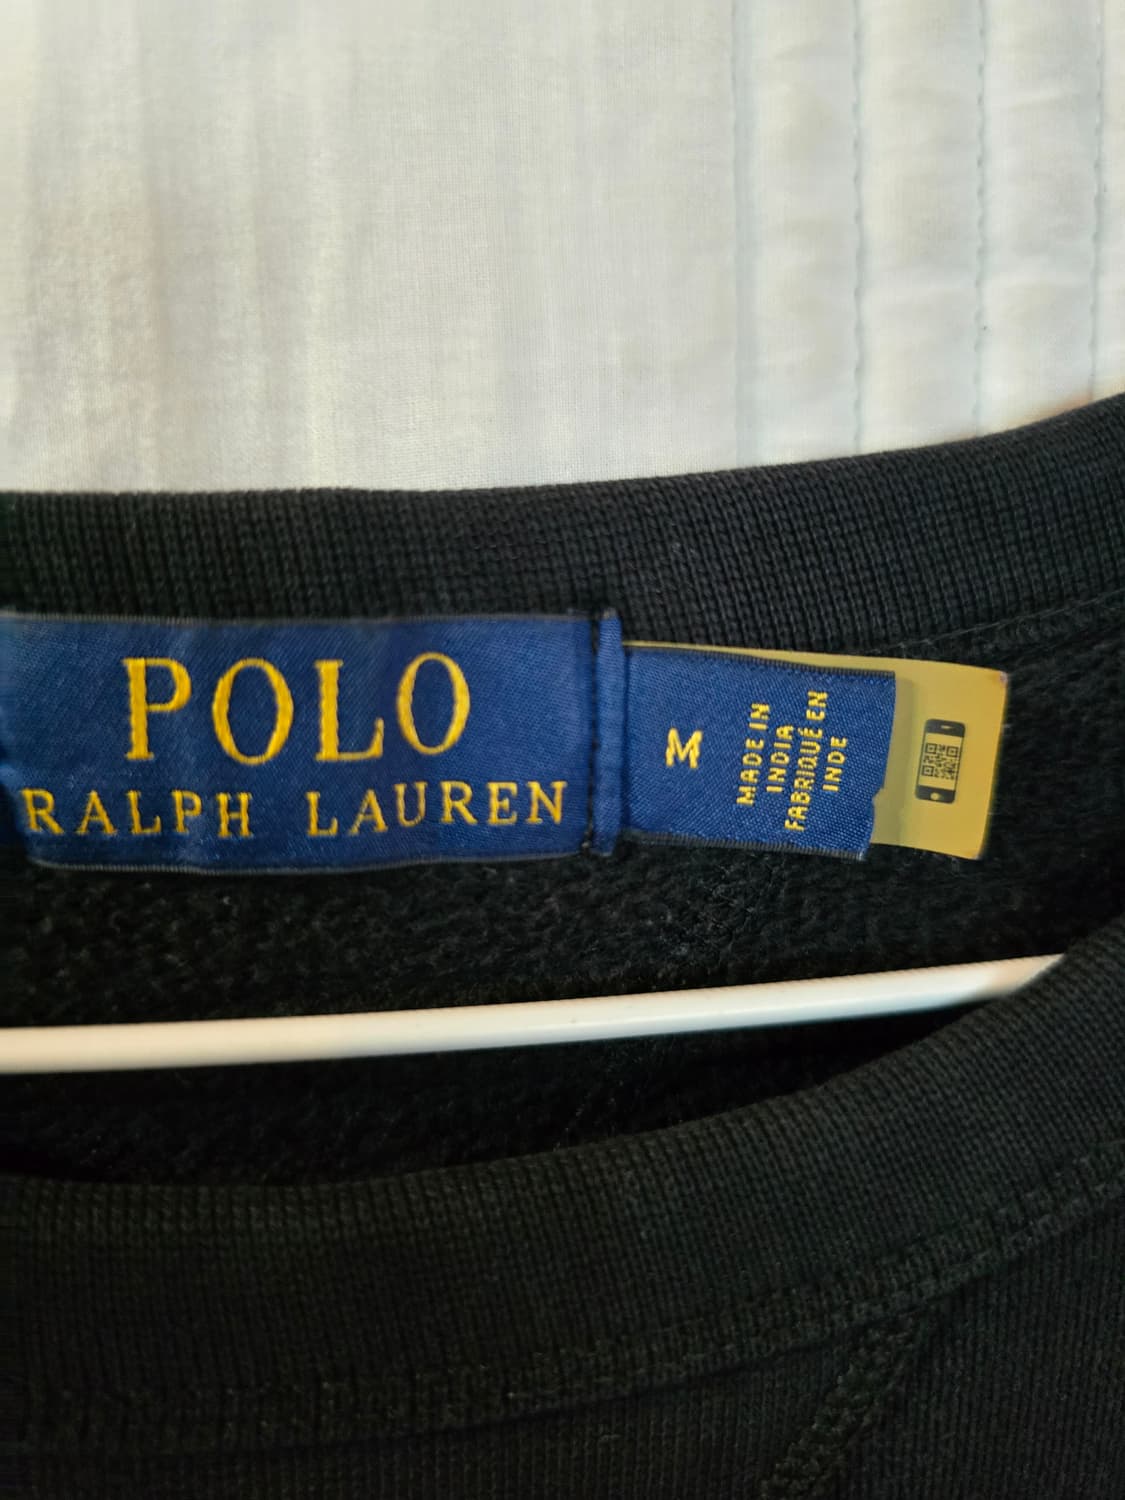 POLO
RALPH LAUREN
M
MADE IN
INDIA
FABRIQUÉ EN
INDE